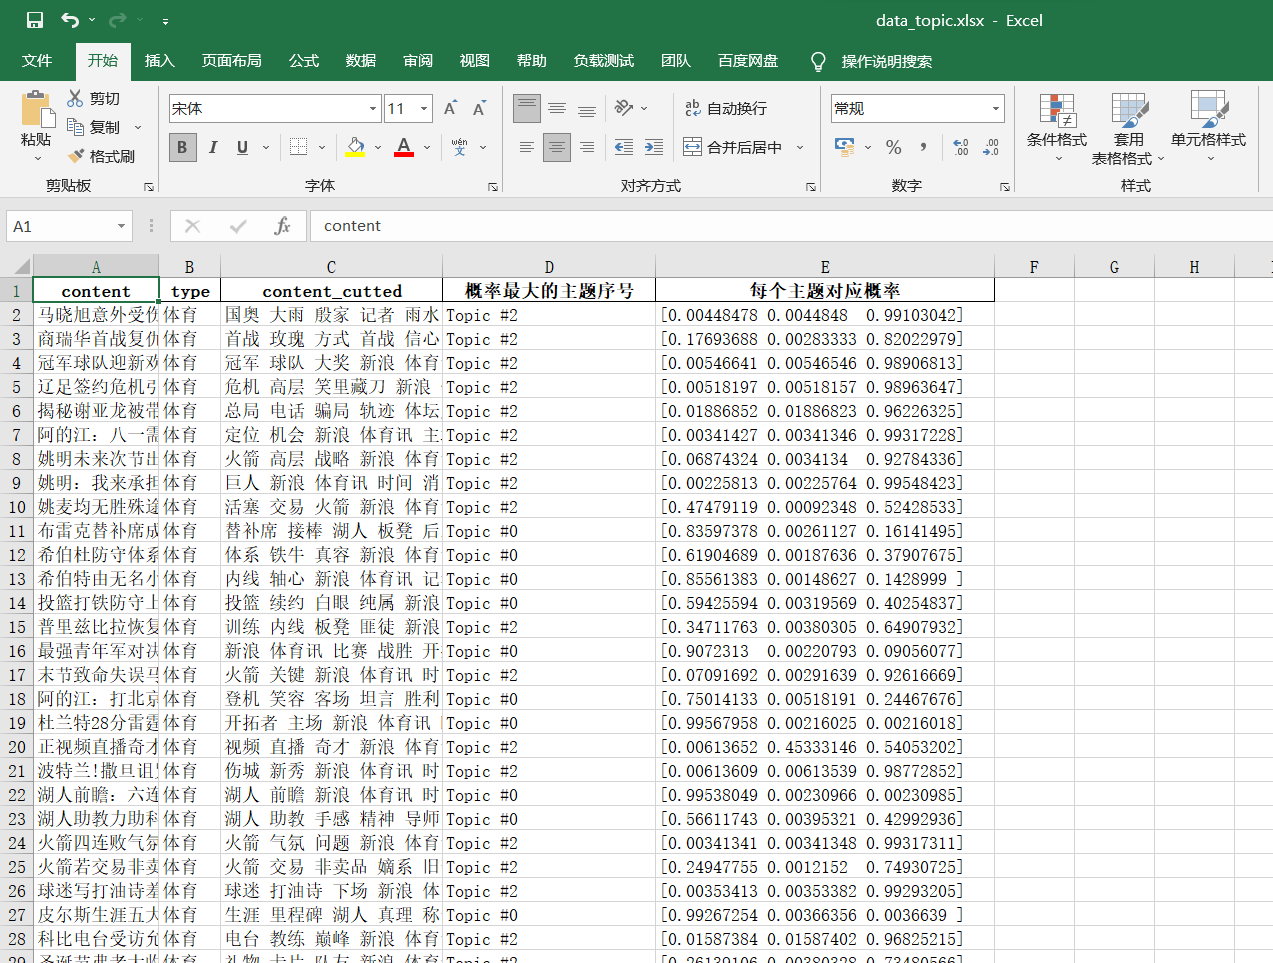 data_topic.xlsx - Excel
文件 开始 插入 页面布局 公式 数据 审阅 视图 帮助 负载测试 团队 百度网盘 操作说明搜索
粘贴 剪切 复制 格式刷 剪贴板
宋体 11 B I U A wén 文 字体
ab 自动换行 合并后居中 对齐方式
常规 % , .00 数字
条件格式 套用表格格式 单元格样式 样式
A1 fx content
A B C D E F G H
1 content type content_cutted 概率最大的主题序号 每个主题对应概率
2 马晓旭意外受伤 体育 国奥 大雨 殷家 记者 雨水 Topic #2 [0.00448478 0.0044848 0.99103042]
3 商瑞华首战复仇 体育 首战 玫瑰 方式 首战 信心 Topic #2 [0.17693688 0.00283333 0.82022979]
4 冠军球队迎新欢 体育 冠军 球队 大奖 新浪 体育 Topic #2 [0.00546641 0.00546546 0.98906813]
5 辽足签约危机引 体育 危机 高层 笑里藏刀 新浪 Topic #2 [0.00518197 0.00518157 0.98963647]
6 揭秘谢亚龙被带 体育 总局 电话 骗局 轨迹 体坛 Topic #2 [0.01886852 0.01886823 0.96226325]
7 阿的江：八一需 体育 定位 机会 新浪 体育讯 主 Topic #2 [0.00341427 0.00341346 0.99317228]
8 姚明未来次节出 体育 火箭 高层 战略 新浪 体育 Topic #2 [0.06874324 0.0034134 0.92784336]
9 姚明：我来承担 体育 巨人 新浪 体育讯 时间 消 Topic #2 [0.00225813 0.00225764 0.99548423]
10 姚麦均无胜殊途 体育 活塞 交易 火箭 新浪 体育 Topic #2 [0.47479119 0.00092348 0.52428533]
11 布雷克替补席成 体育 替补席 接棒 湖人 板凳 后 Topic #0 [0.83597378 0.00261127 0.16141495]
12 希伯杜防守体系 体育 体系 铁牛 真容 新浪 体育 Topic #0 [0.61904689 0.00187636 0.37907675]
13 希伯特由无名小 体育 内线 轴心 新浪 体育讯 记 Topic #0 [0.85561383 0.00148627 0.1428999 ]
14 投篮打铁防守上 体育 投篮 续约 白眼 纯属 新浪 Topic #0 [0.59425594 0.00319569 0.40254837]
15 普里兹比拉恢复 体育 训练 内线 板凳 匪徒 新浪 Topic #2 [0.34711763 0.00380305 0.64907932]
16 最强青年军对决 体育 新浪 体育讯 比赛 战胜 开 Topic #0 [0.9072313 0.00220793 0.09056077]
17 末节致命失误马 体育 火箭 关键 新浪 体育讯 时 Topic #2 [0.07091692 0.00291639 0.92616669]
18 阿的江：打北京 体育 登机 笑容 客场 坦言 胜利 Topic #0 [0.75014133 0.00518191 0.24467676]
19 杜兰特28分雷霆 体育 开拓者 主场 新浪 体育讯 Topic #0 [0.99567958 0.00216025 0.00216018]
20 正视频直播奇才 体育 视频 直播 奇才 新浪 体育 Topic #2 [0.00613652 0.45333146 0.54053202]
21 波特兰!撒旦诅 体育 伤城 新秀 新浪 体育讯 时 Topic #2 [0.00613609 0.00613539 0.98772852]
22 湖人前瞻：六连 体育 湖人 前瞻 新浪 体育讯 时 Topic #0 [0.99538049 0.00230966 0.00230985]
23 湖人助教力助科 体育 湖人 助教 手感 精神 导师 Topic #0 [0.56611743 0.00395321 0.42992936]
24 火箭四连败气氛 体育 火箭 气氛 问题 新浪 体育 Topic #2 [0.00341341 0.00341348 0.99317311]
25 火箭若交易非卖 体育 火箭 交易 非卖品 嫡系 旧 Topic #2 [0.24947755 0.0012152 0.74930725]
26 球迷写打油诗差 体育 球迷 打油诗 下场 新浪 体 Topic #2 [0.00353413 0.00353382 0.99293205]
27 皮尔斯生涯五大 体育 生涯 里程碑 湖人 真理 称 Topic #0 [0.99267254 0.00366356 0.0036639 ]
28 科比电台受访允 体育 电台 教练 巅峰 新浪 体育 Topic #2 [0.01587384 0.01587402 0.96825215]